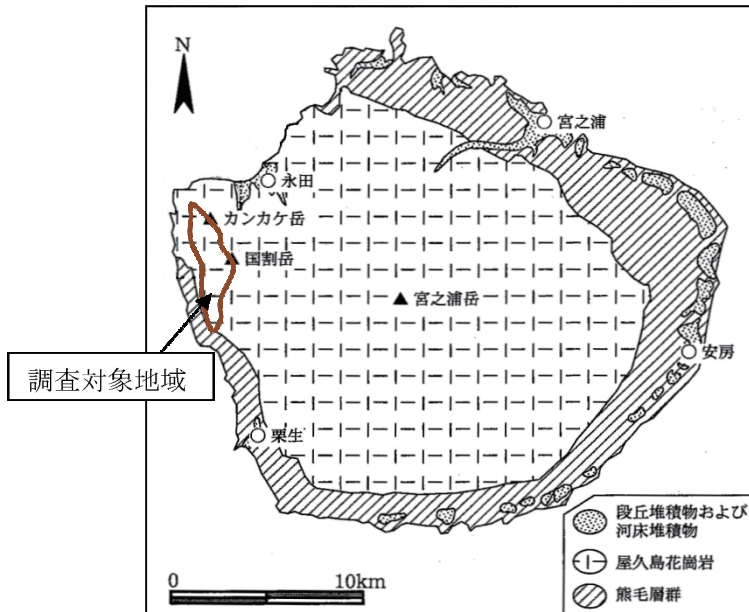 N
宮之浦
永田
カンカケ岳
国割岳
宮之浦岳
安房
調査対象地域
栗生
段丘堆積物および
河床堆積物
屋久島花崗岩
熊毛層群
0 10km